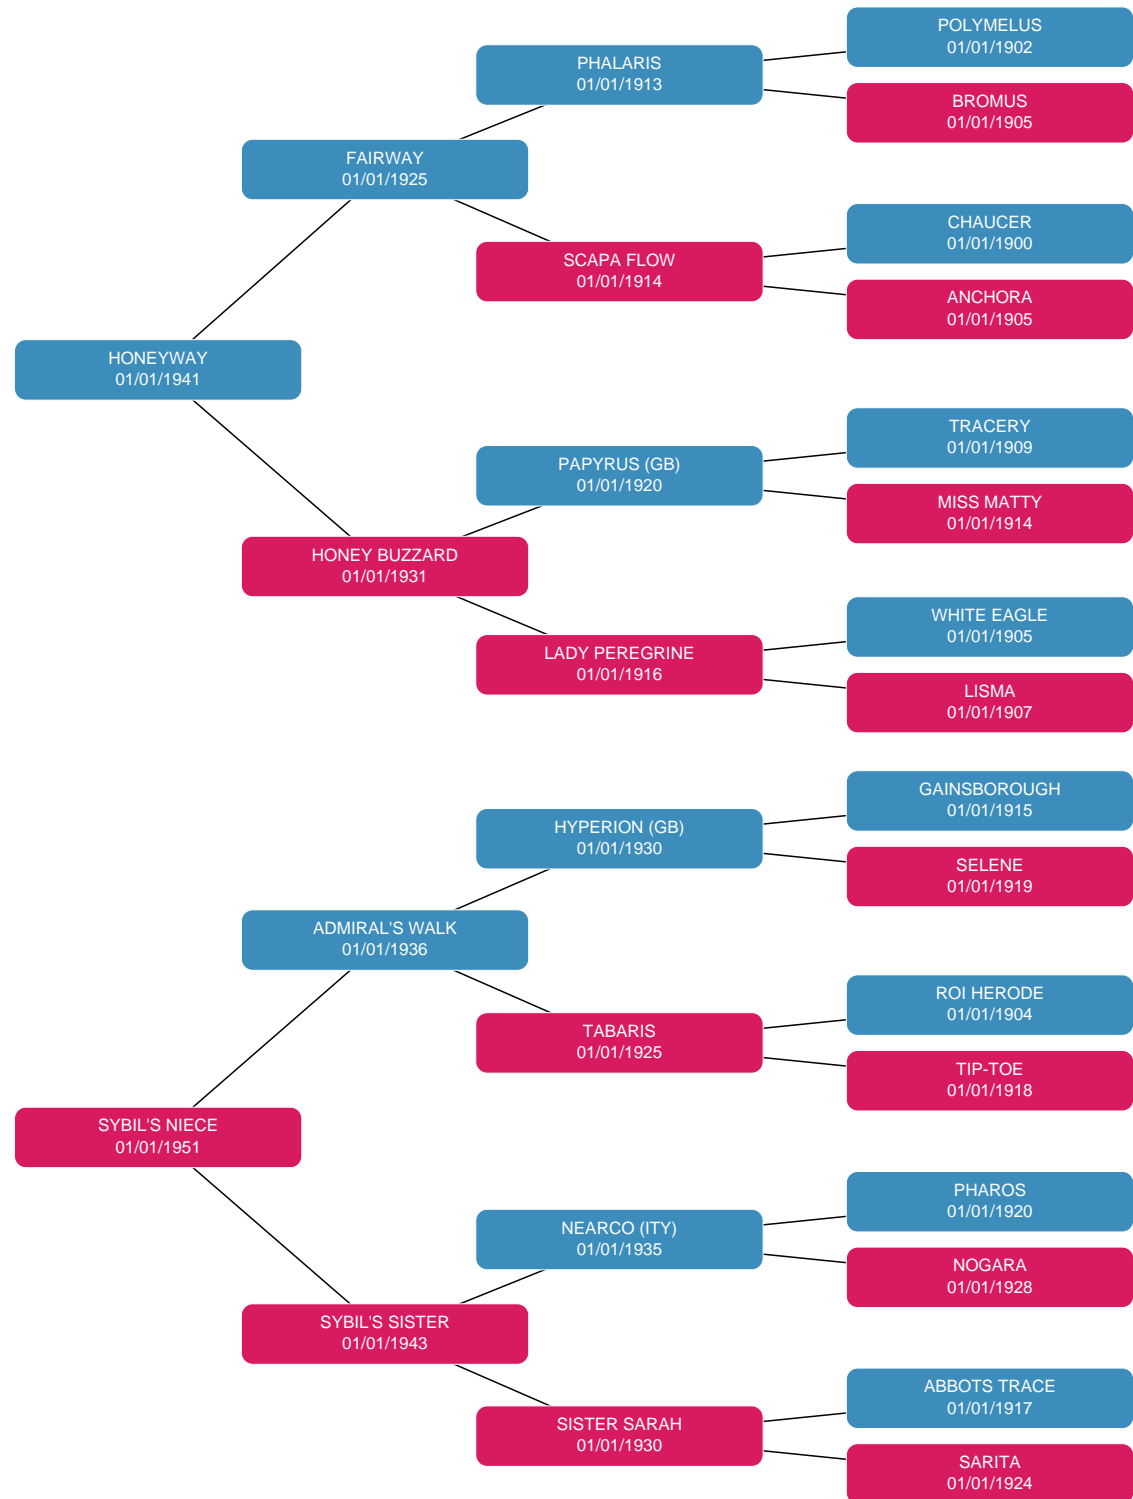 POLYMELUS
01/01/1902
PHALARIS
01/01/1913
BROMUS
01/01/1905
FAIRWAY
01/01/1925
CHAUCER
01/01/1900
SCAPA FLOW
01/01/1914
ANCHORA
01/01/1905
HONEYWAY
01/01/1941
TRACERY
01/01/1909
PAPYRUS (GB)
01/01/1920
MISS MATTY
01/01/1914
HONEY BUZZARD
01/01/1931
WHITE EAGLE
01/01/1905
LADY PEREGRINE
01/01/1916
LISMA
01/01/1907
GAINSBOROUGH
01/01/1915
HYPERION (GB)
01/01/1930
SELENE
01/01/1919
ADMIRAL'S WALK
01/01/1936
ROI HERODE
01/01/1904
TABARIS
01/01/1925
TIP-TOE
01/01/1918
SYBIL'S NIECE
01/01/1951
PHAROS
01/01/1920
NEARCO (ITY)
01/01/1935
NOGARA
01/01/1928
SYBIL'S SISTER
01/01/1943
ABBOTS TRACE
01/01/1917
SISTER SARAH
01/01/1930
SARITA
01/01/1924